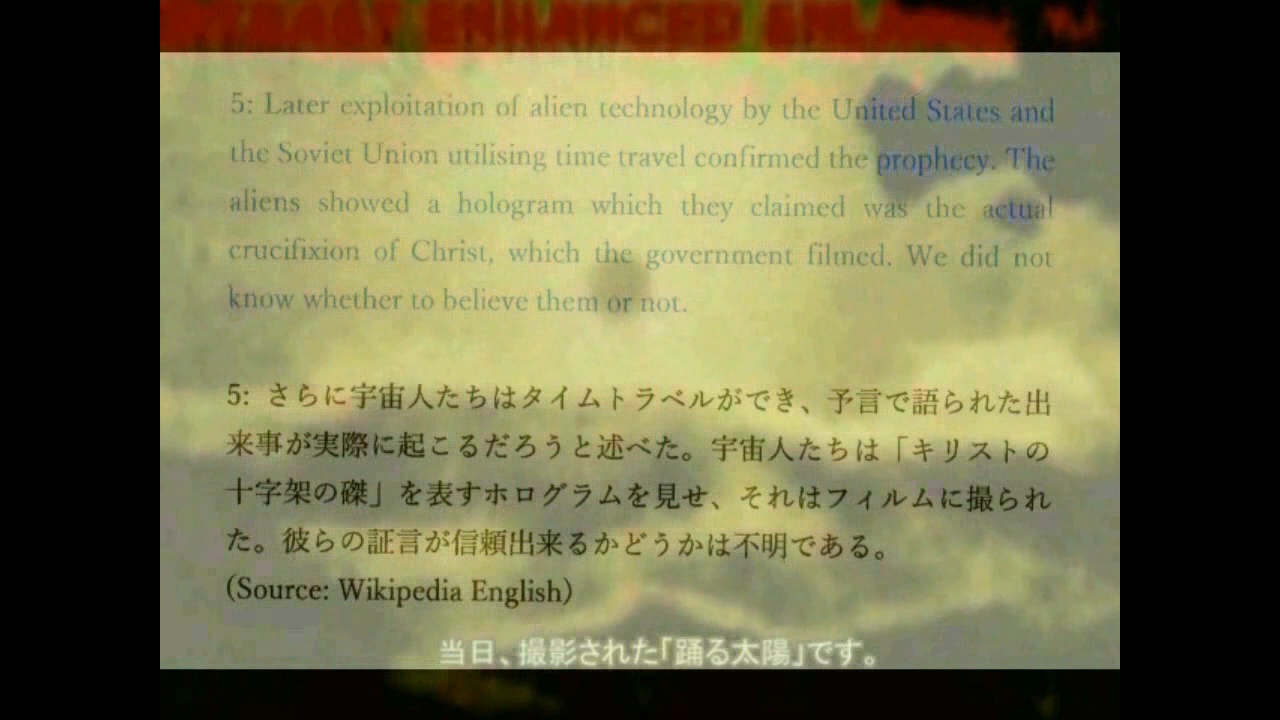 ENHANCED
5: Later exploitation of alien technology by the United States and
the Soviet Union utilising time travel confirmed the prophecy. The
aliens showed a hologram which they claimed was the actual
crucifixion of Christ, which the government filmed. We did not
know whether to believe them or not.
5: さらに宇宙人たちはタイムトラベルができ、予言で語られた出
来事が実際に起こるだろうと述べた。宇宙人たちは「キリストの
十字架の磔」を表すホログラムを見せ、それはフィルムに撮られ
た。彼らの証言が信頼出来るかどうかは不明である。
(Source: Wikipedia English)
当日、撮影された「踊る太陽」です。